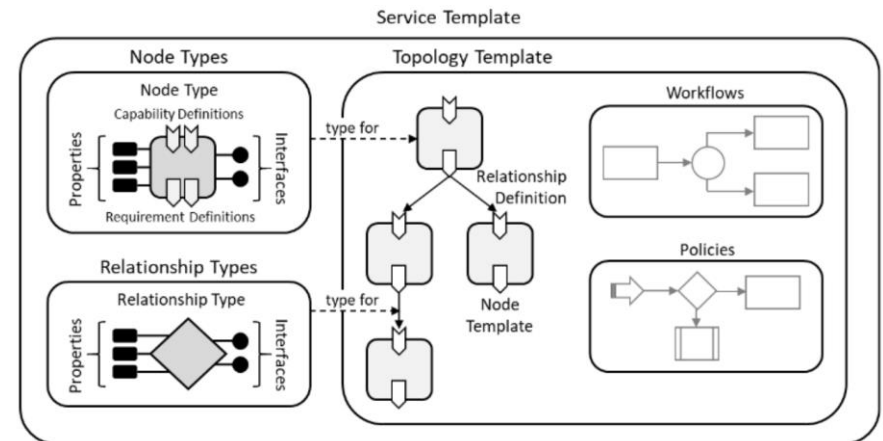 Service Template
Node Types
Node Type
Capability Definitions
Properties
Interfaces
Requirement Definitions
Relationship Types
Relationship Type
Properties
Interfaces
type for
type for
Topology Template
Relationship
Definition
Node
Template
Workflows
Policies